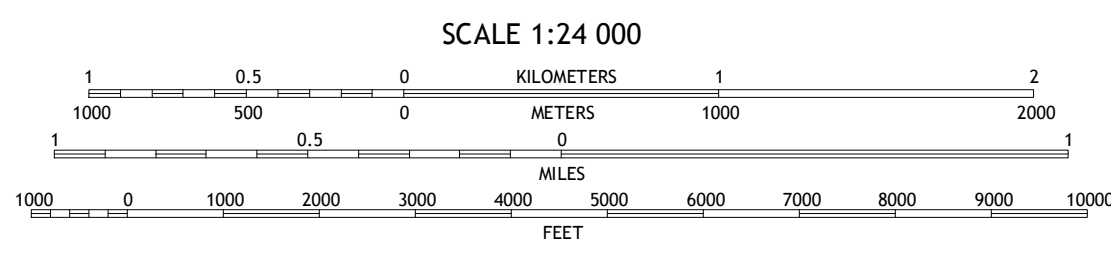 SCALE 1:24 000
1 0.5 0 KILOMETERS 1 2
1000 500 0 METERS 1000 2000
1 0.5 0 1
MILES
1000 0 1000 2000 3000 4000 5000 6000 7000 8000 9000 10000
FEET